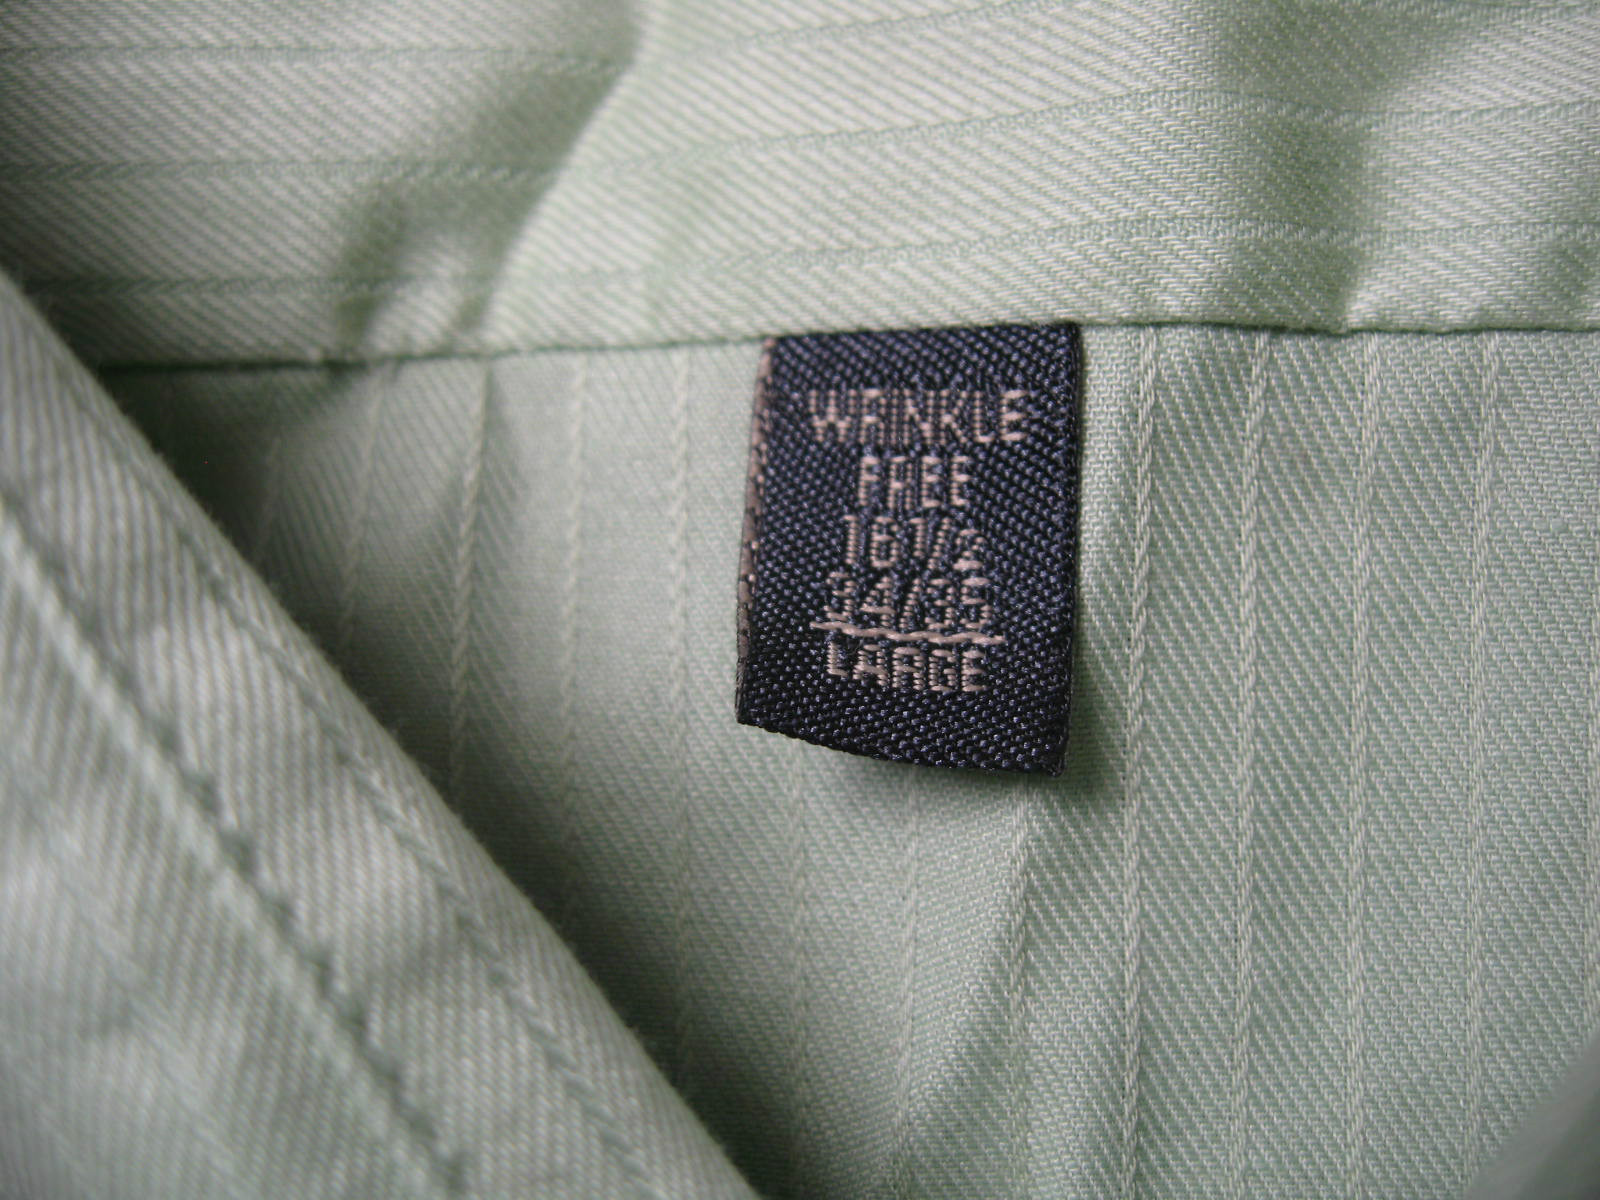 WRINKLE
FREE
16 1/2
34/35
LARGE